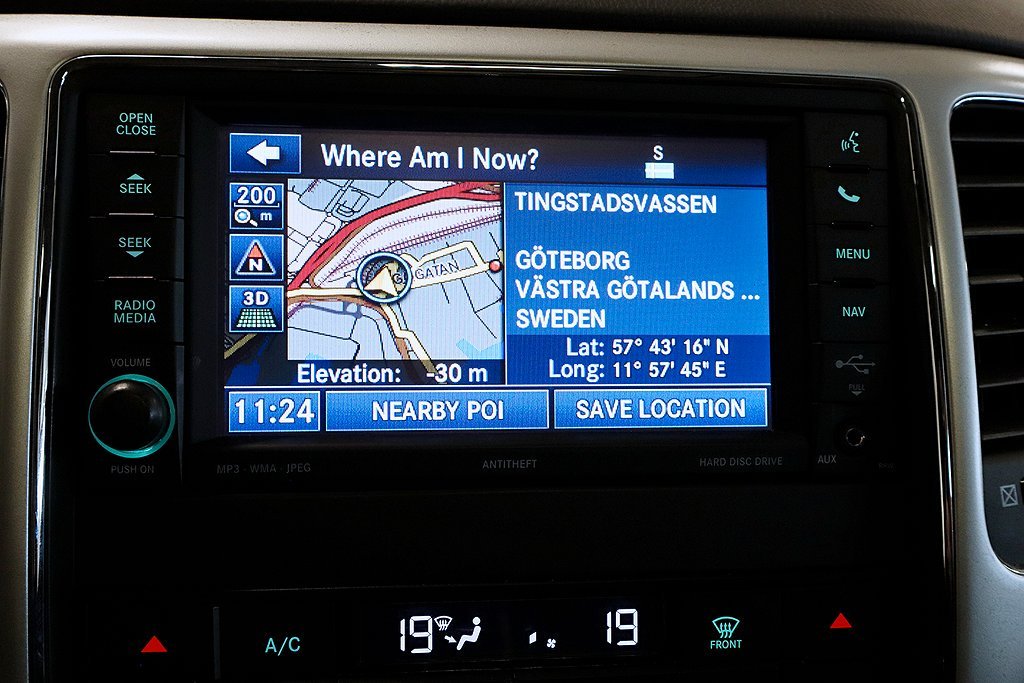 OPEN
CLOSE
SEEK
SEEK
RADIO
MEDIA
VOLUME
PUSH ON
Where Am I Now?
S
200
m
N
3D
GATAN
TINGSTADSVASSEN
GÖTEBORG
VÄSTRA GÖTALANDS ...
SWEDEN
Lat: 57° 43' 16" N
Long: 11° 57' 45" E
Elevation: -30 m
11:24
NEARBY POI
SAVE LOCATION
MENU
NAV
PULL
AUX
MP3 - WMA - JPEG
ANTITHEFT
HARD DISC DRIVE
A/C
19
19
FRONT